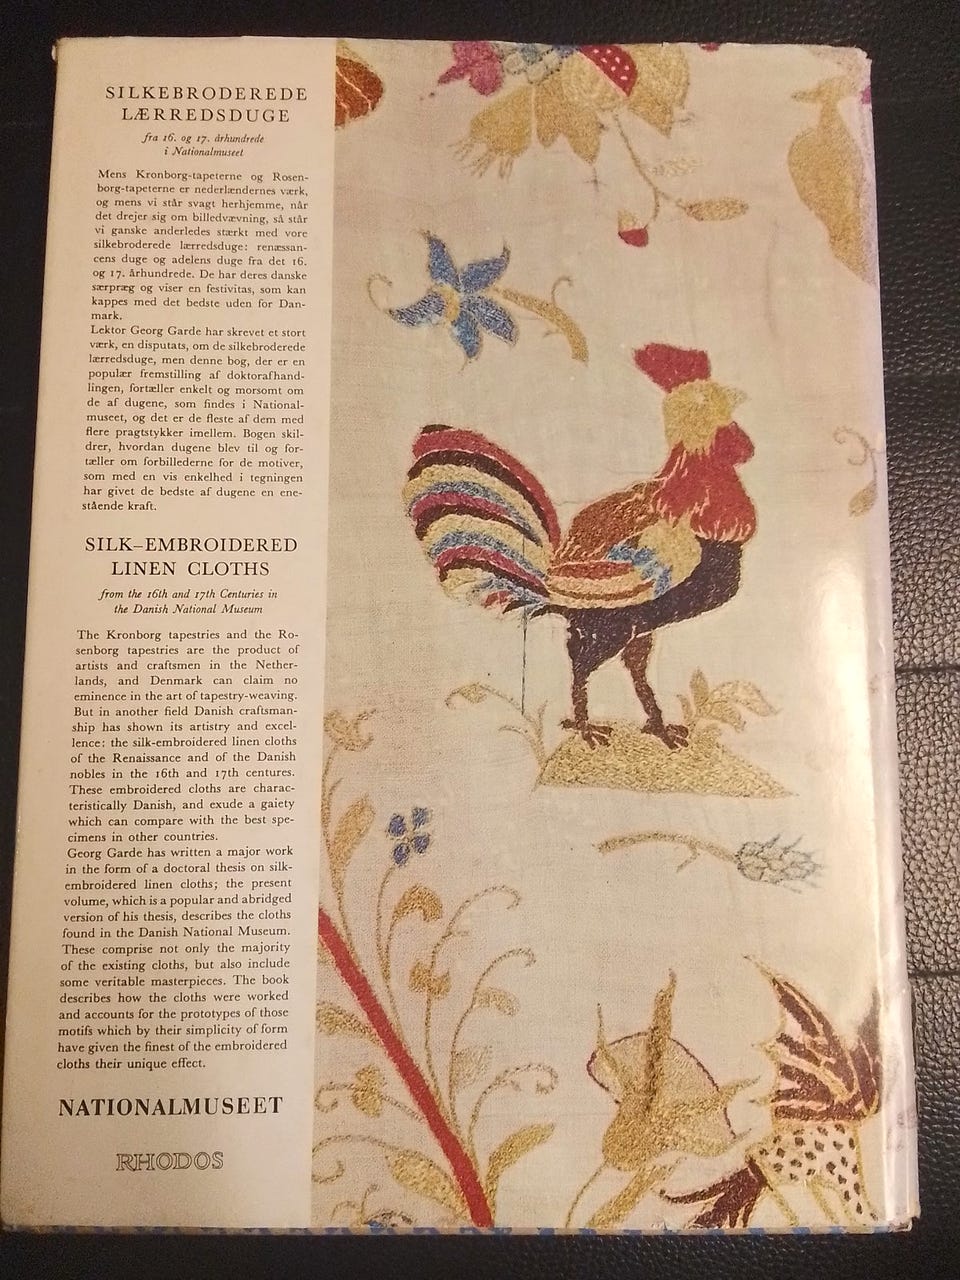 SILKEBRODEREDE
LÆRREDSDUGE
fra 16. og 17. århundrede
i Nationalmuseet
Mens Kronborg-tapeterne og Rosen-
borg-tapeterne er nederlændernes værk,
og mens vi står svagt herhjemme, når
det drejer sig om billedvævning, så står
vi ganske anderledes stærkt med vore
silkebroderede lærredsduge: renæssan-
cens duge og adelens duge fra det 16.
og 17. århundrede. De har deres danske
særpræg og viser en festivitas, som kan
kappes med det bedste uden for Dan-
mark.
Lektor Georg Garde har skrevet et stort
værk, en disputats, om de silkebroderede
lærredsduge, men denne bog, der er en
populær fremstilling af doktorafhand-
lingen, fortæller enkelt og morsomt om
de af dugene, som findes i National-
museet, og det er de fleste af dem med
flere pragtstykker imellem. Bogen skil-
drer, hvordan dugene blev til og for-
tæller om forbillederne for de motiver,
som med en vis enkelhed i tegningen
har givet de bedste af dugene en ene-
stående kraft.
SILK–EMBROIDERED
LINEN CLOTHS
from the 16th and 17th Centuries in
the Danish National Museum
The Kronborg tapestries and the Ro-
senborg tapestries are the product of
artists and craftsmen in the Nether-
lands, and Denmark can claim no
eminence in the art of tapestry-weaving.
But in another field Danish craftsman-
ship has shown its artistry and excel-
lence: the silk-embroidered linen cloths
of the Renaissance and of the Danish
nobles in the 16th and 17th centures.
These embroidered cloths are charac-
teristically Danish, and exude a gaiety
which can compare with the best spe-
cimens in other countries.
Georg Garde has written a major work
in the form of a doctoral thesis on silk-
embroidered linen cloths; the present
volume, which is a popular and abridged
version of his thesis, describes the cloths
found in the Danish National Museum.
These comprise not only the majority
of the existing cloths, but also include
some veritable masterpieces. The book
describes how the cloths were worked
and accounts for the prototypes of those
motifs which by their simplicity of form
have given the finest of the embroidered
cloths their unique effect.
NATIONALMUSEET
RHODOS